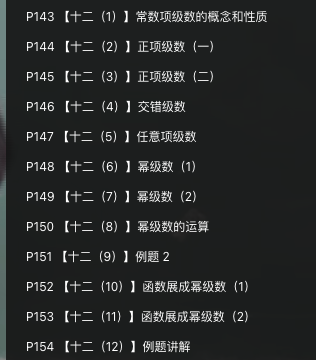 P143 【十二（1）】常数项级数的概念和性质
P144 【十二（2）】正项级数（一）
P145 【十二（3）】正项级数（二）
P146 【十二（4）】交错级数
P147 【十二（5）】任意项级数
P148 【十二（6）】幂级数（1）
P149 【十二（7）】幂级数（2）
P150 【十二（8）】幂级数的运算
P151 【十二（9）】例题 2
P152 【十二（10）】函数展成幂级数（1）
P153 【十二（11）】函数展成幂级数（2）
P154 【十二（12）】例题讲解